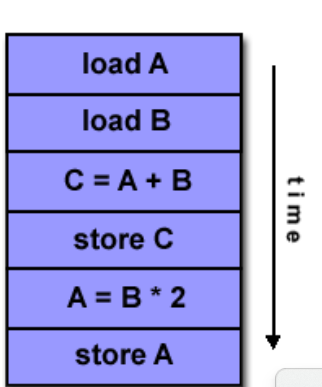 load A
load B
C = A + B
store C
A = B * 2
store A
time